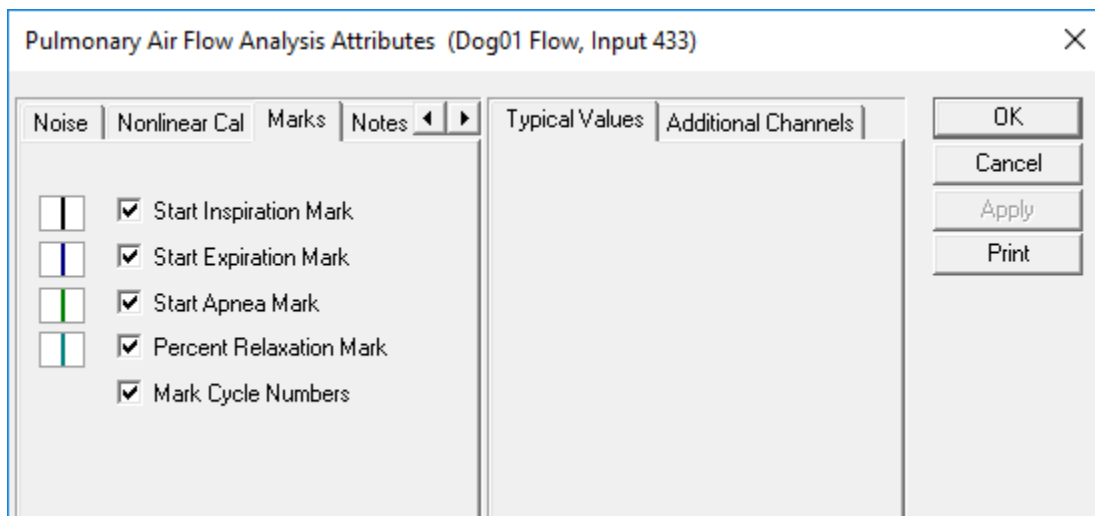 Pulmonary Air Flow Analysis Attributes (Dog01 Flow, Input 433)
Noise Nonlinear Cal Marks Notes
Start Inspiration Mark
Start Expiration Mark
Start Apnea Mark
Percent Relaxation Mark
Mark Cycle Numbers
Typical Values Additional Channels
OK
Cancel
Apply
Print